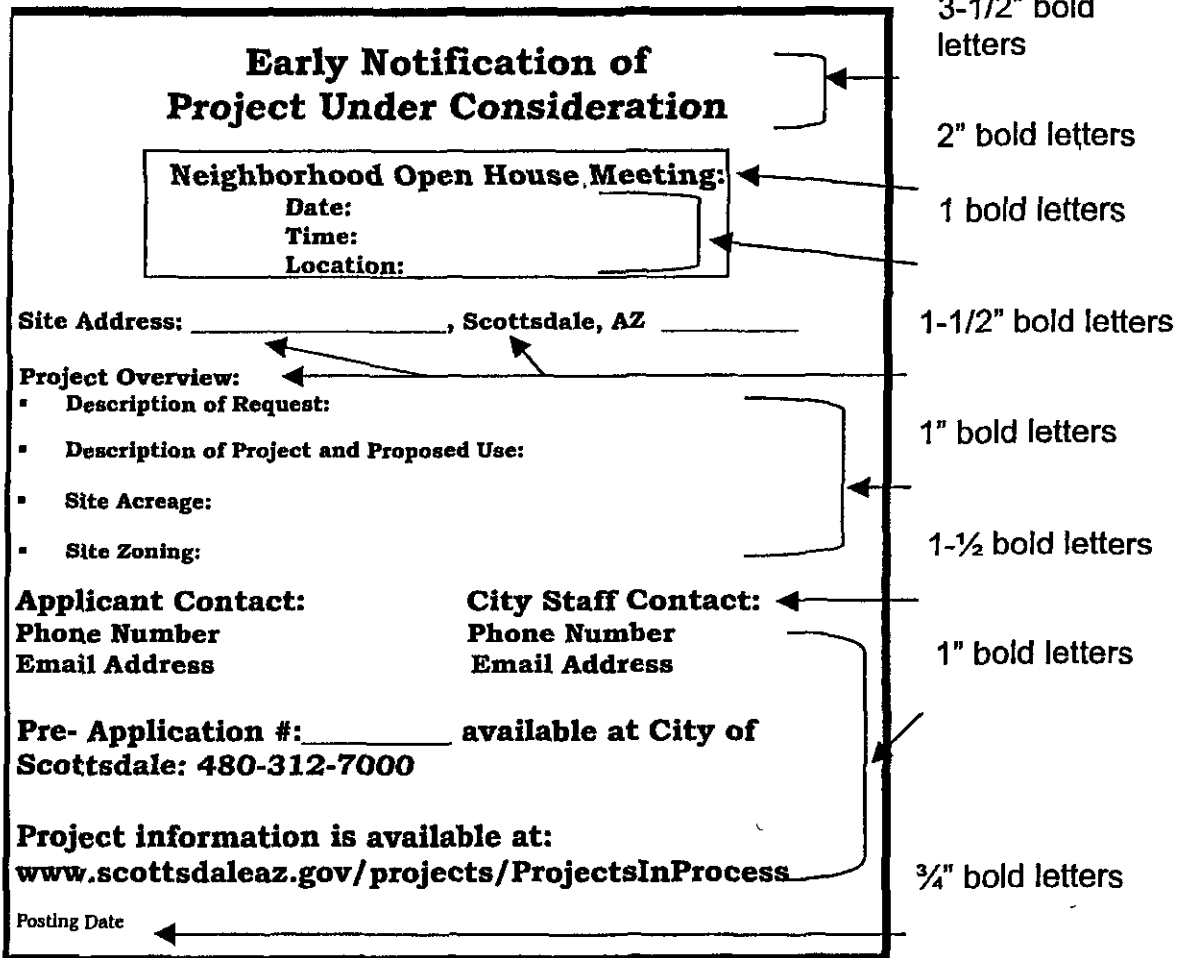 3-1/2" bold
letters
Early Notification of
Project Under Consideration
2" bold letters
Neighborhood Open House Meeting:
1 bold letters
Date:
Time:
Location:
Site Address: ____________________, Scottsdale, AZ ___________
1-1/2" bold letters
Project Overview:
▪ Description of Request:
1" bold letters
▪ Description of Project and Proposed Use:
▪ Site Acreage:
▪ Site Zoning:
1-½ bold letters
Applicant Contact: City Staff Contact:
Phone Number Phone Number
Email Address Email Address
1" bold letters
Pre- Application #:__________ available at City of
Scottsdale: 480-312-7000
Project information is available at:
www.scottsdaleaz.gov/projects/ProjectsInProcess
¾" bold letters
Posting Date